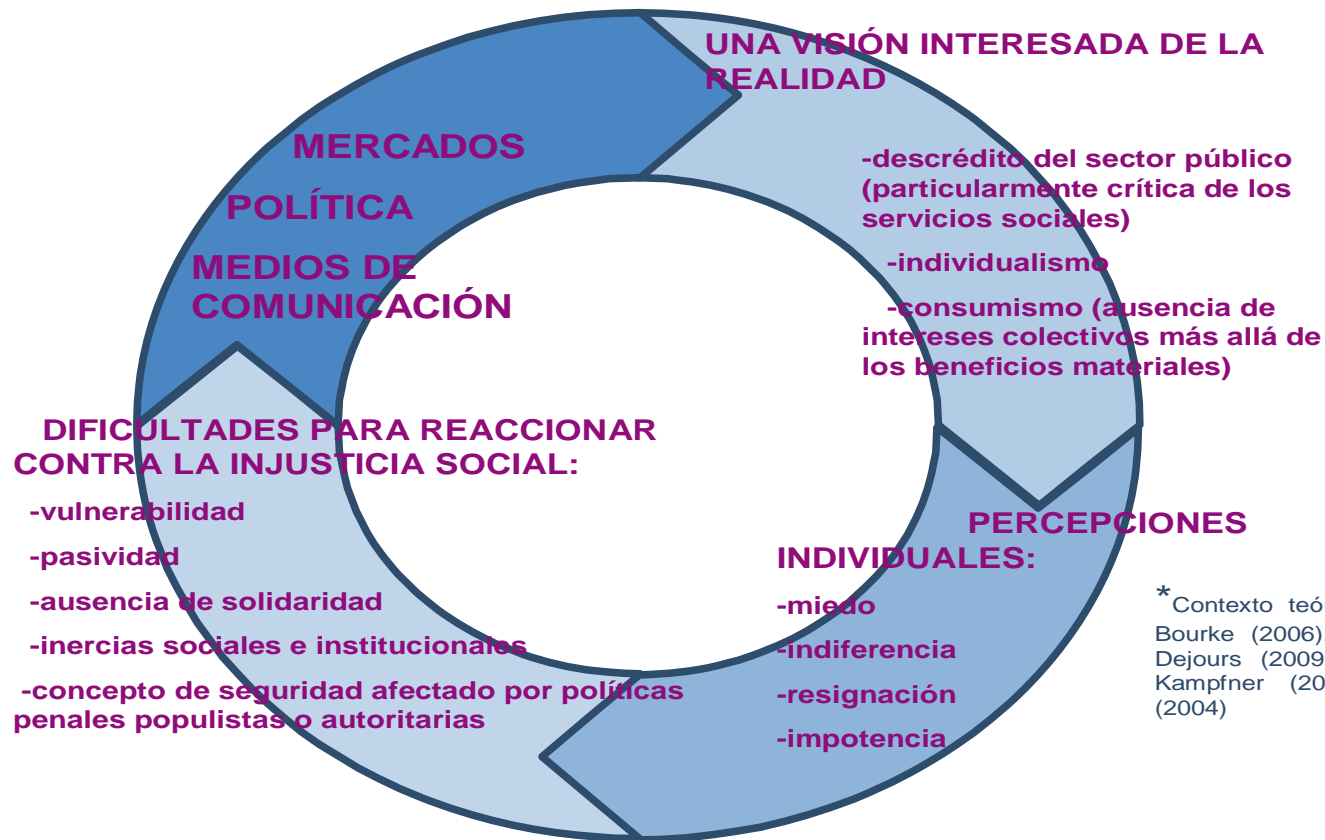 MERCADOS
POLÍTICA
MEDIOS DE
COMUNICACIÓN
UNA VISIÓN INTERESADA DE LA
REALIDAD
-descrédito del sector público
(particularmente crítica de los
servicios sociales)
-individualismo
-consumismo (ausencia de
intereses colectivos más allá de
los beneficios materiales)
PERCEPCIONES
INDIVIDUALES:
-miedo
-indiferencia
-resignación
-impotencia
DIFICULTADES PARA REACCIONAR
CONTRA LA INJUSTICIA SOCIAL:
-vulnerabilidad
-pasividad
-ausencia de solidaridad
-inercias sociales e institucionales
-concepto de seguridad afectado por políticas
penales populistas o autoritarias
*Contexto teó
Bourke (2006)
Dejours (2009
Kampfner (20
(2004)